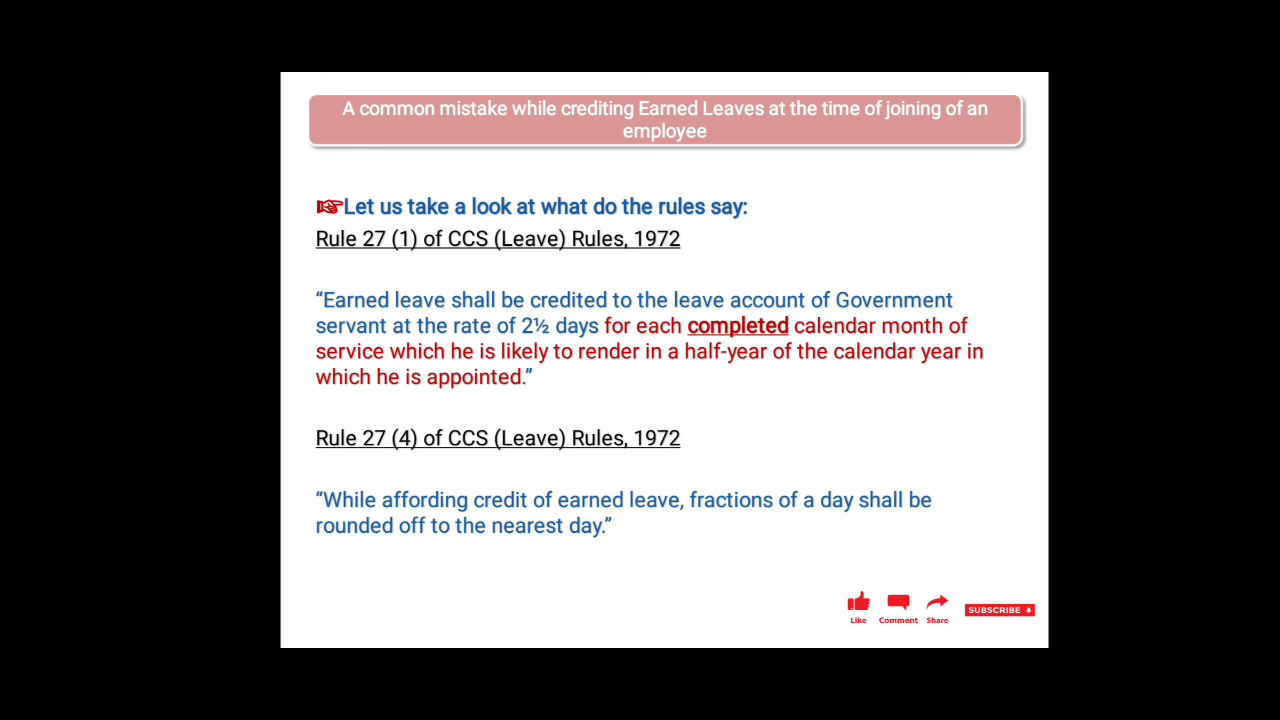 A common mistake while crediting Earned Leaves at the time of joining of an
employee
☞Let us take a look at what do the rules say:
Rule 27 (1) of CCS (Leave) Rules, 1972
“Earned leave shall be credited to the leave account of Government
servant at the rate of 2½ days for each completed calendar month of
service which he is likely to render in a half-year of the calendar year in
which he is appointed.”
Rule 27 (4) of CCS (Leave) Rules, 1972
“While affording credit of earned leave, fractions of a day shall be
rounded off to the nearest day.”
Like Comment Share SUBSCRIBE